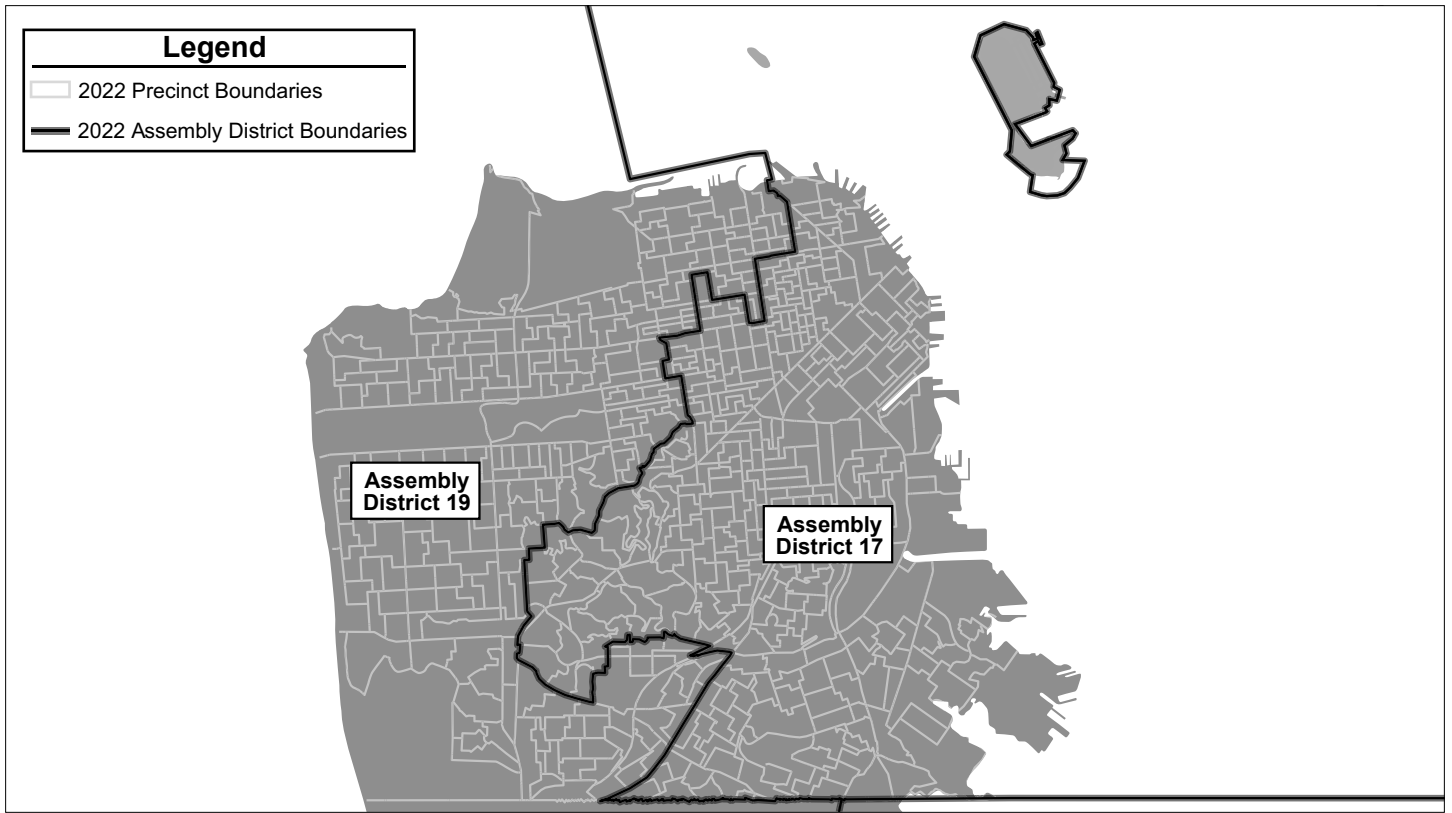 Legend
2022 Precinct Boundaries
2022 Assembly District Boundaries
Assembly
District 19
Assembly
District 17